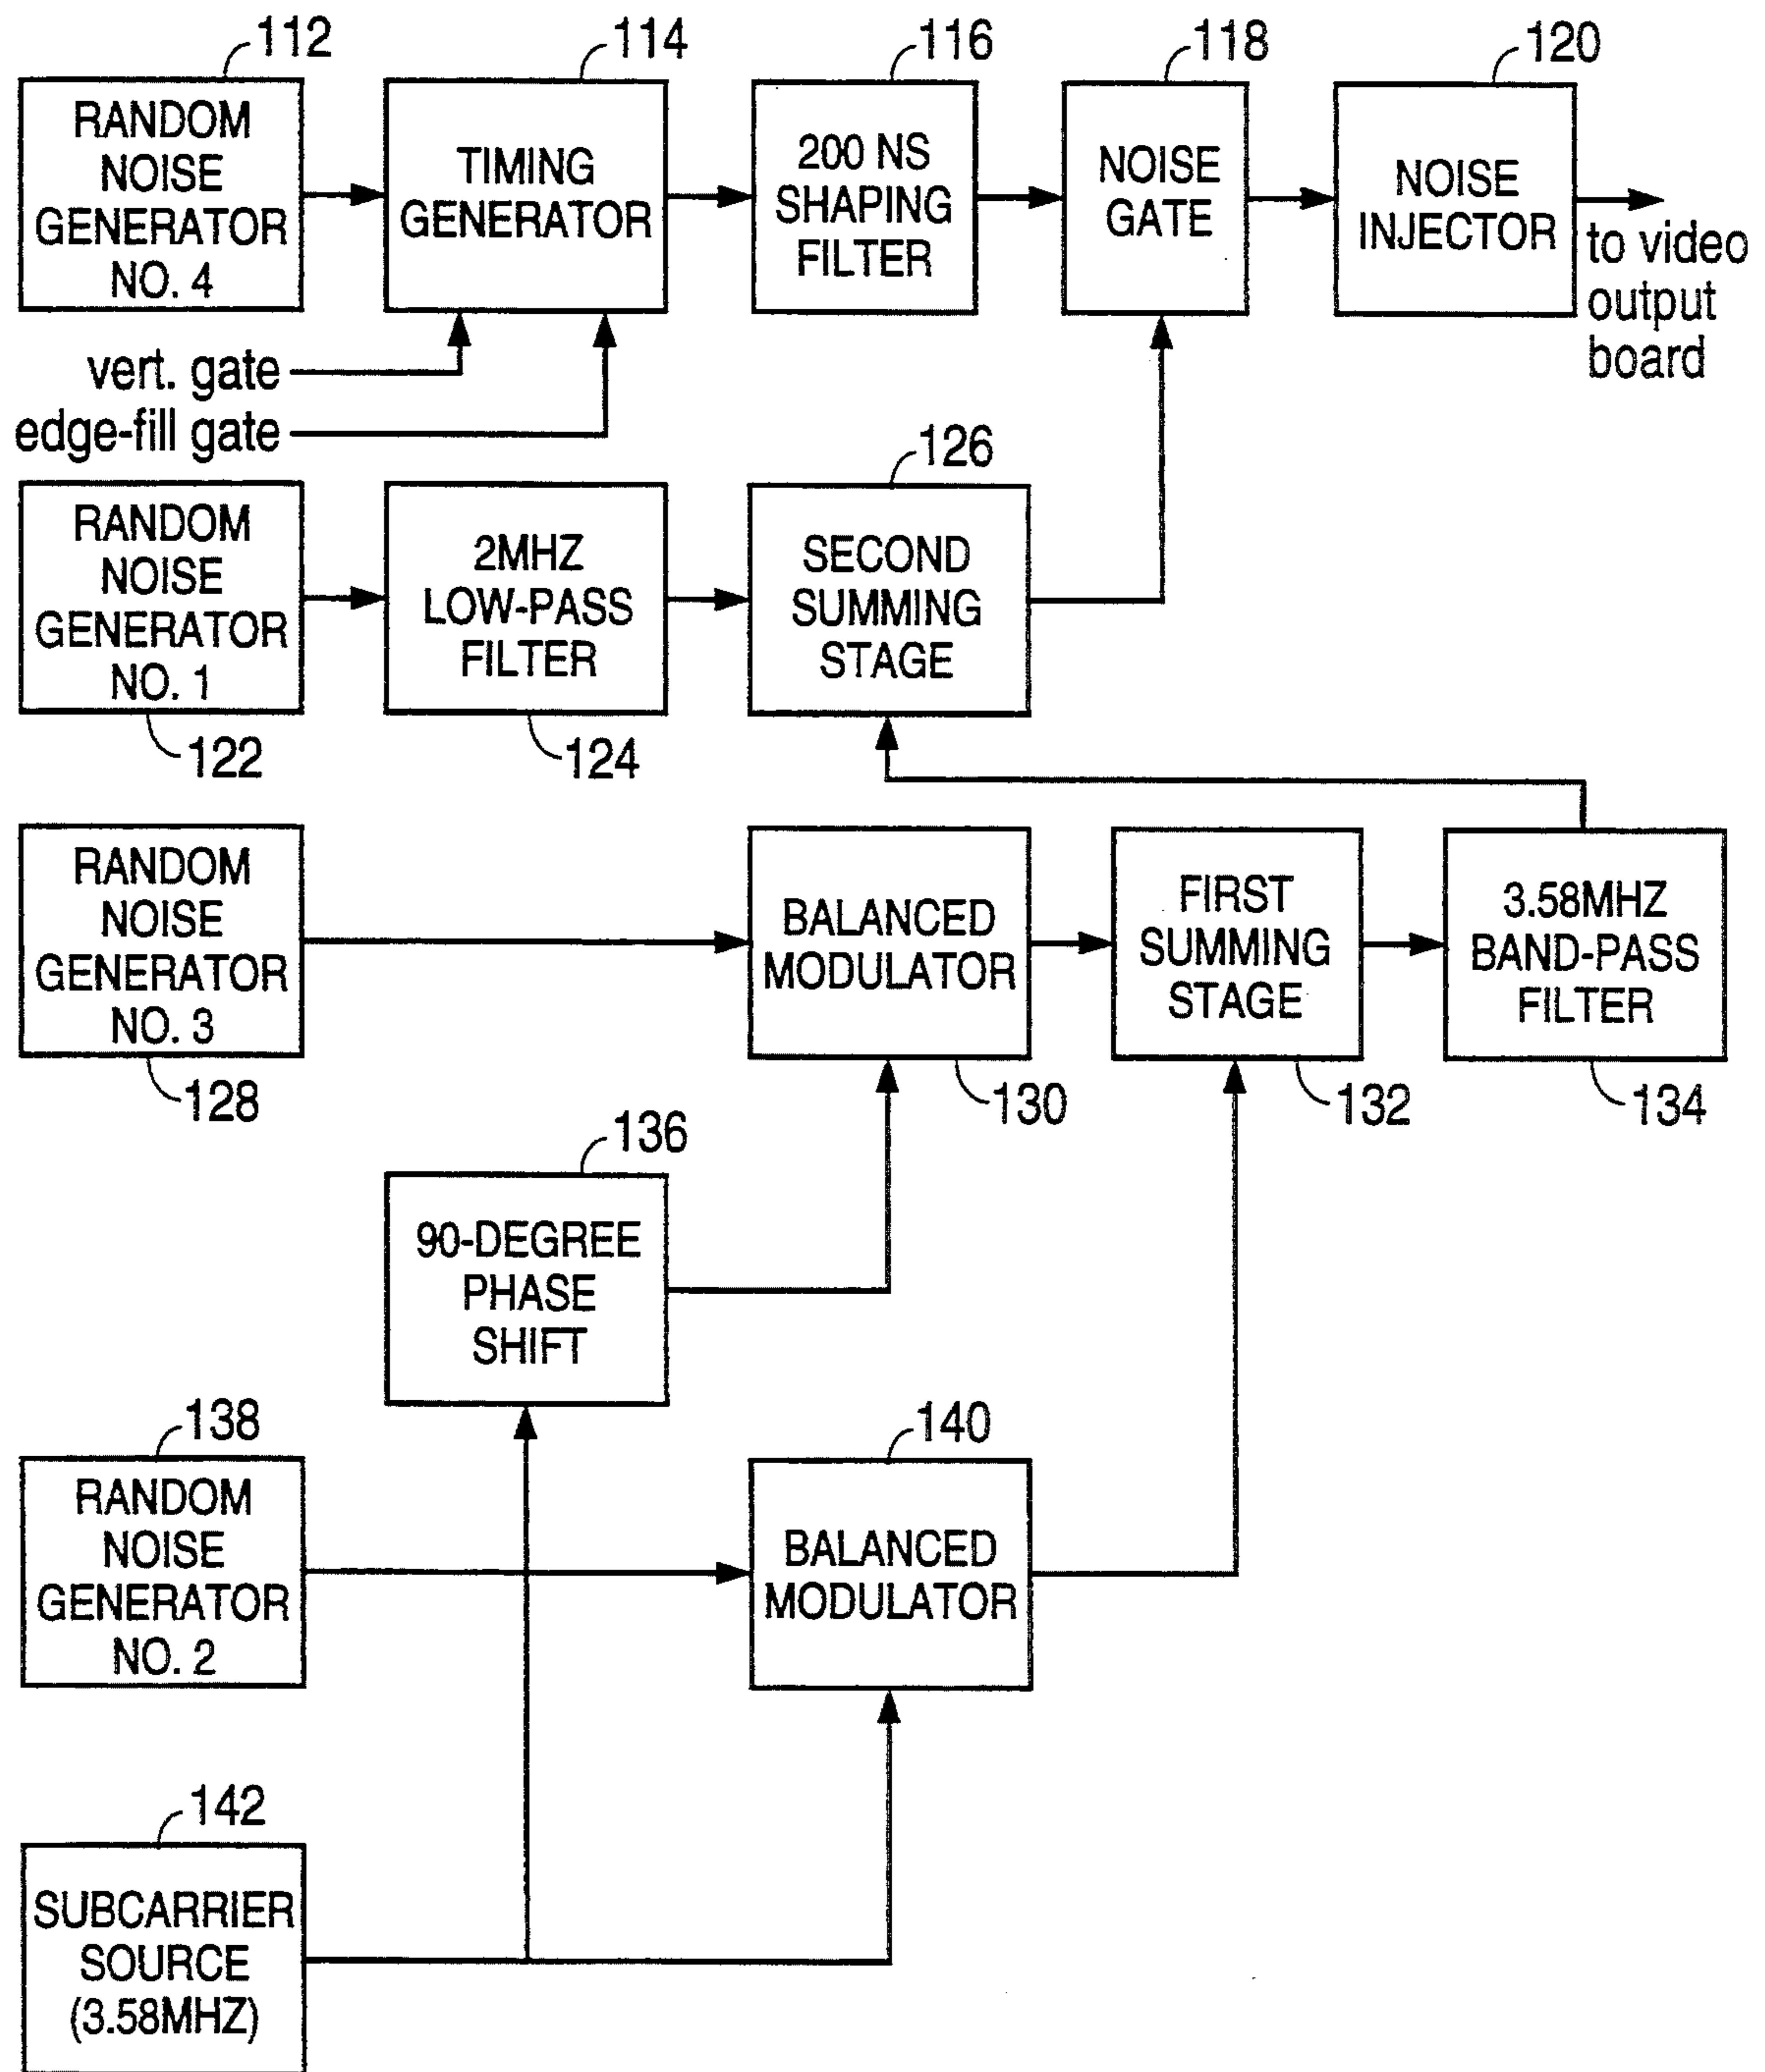 112
114
116
118
120
RANDOM
NOISE
GENERATOR
NO. 4
TIMING
GENERATOR
200 NS
SHAPING
FILTER
NOISE
GATE
NOISE
INJECTOR
to video
output
board
vert. gate
edge-fill gate
126
RANDOM
NOISE
GENERATOR
NO. 1
2MHZ
LOW-PASS
FILTER
SECOND
SUMMING
STAGE
122
124
RANDOM
NOISE
GENERATOR
NO. 3
BALANCED
MODULATOR
FIRST
SUMMING
STAGE
3.58MHZ
BAND-PASS
FILTER
128
130
132
134
136
90-DEGREE
PHASE
SHIFT
138
140
RANDOM
NOISE
GENERATOR
NO. 2
BALANCED
MODULATOR
142
SUBCARRIER
SOURCE
(3.58MHZ)